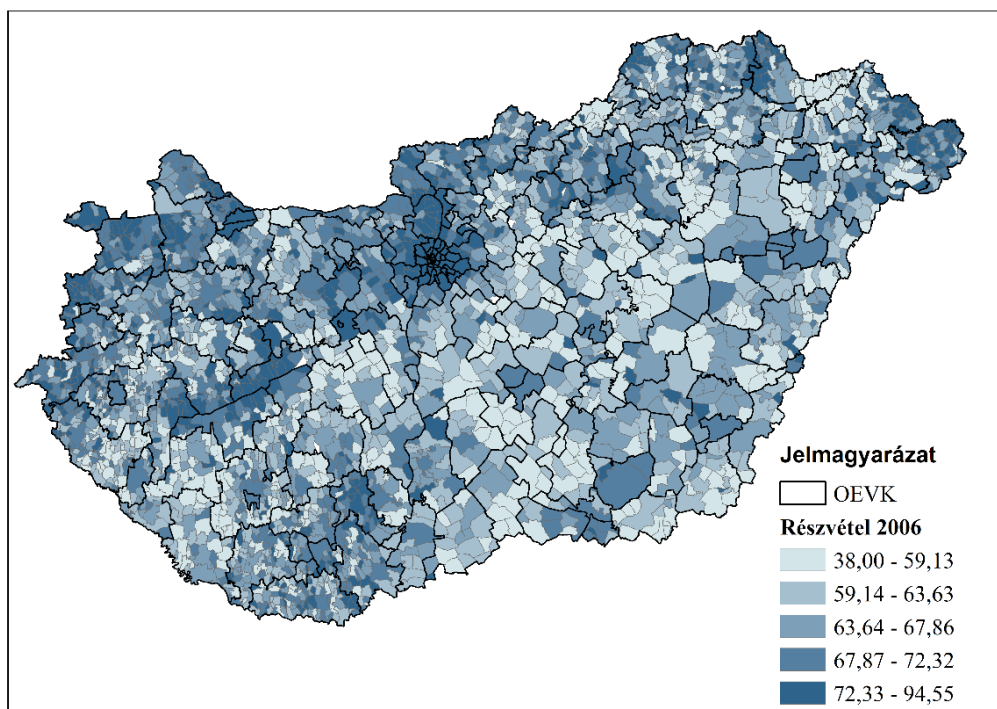 Jelmagyarázat
OEVK
Részvétel 2006
38,00 - 59,13
59,14 - 63,63
63,64 - 67,86
67,87 - 72,32
72,33 - 94,55